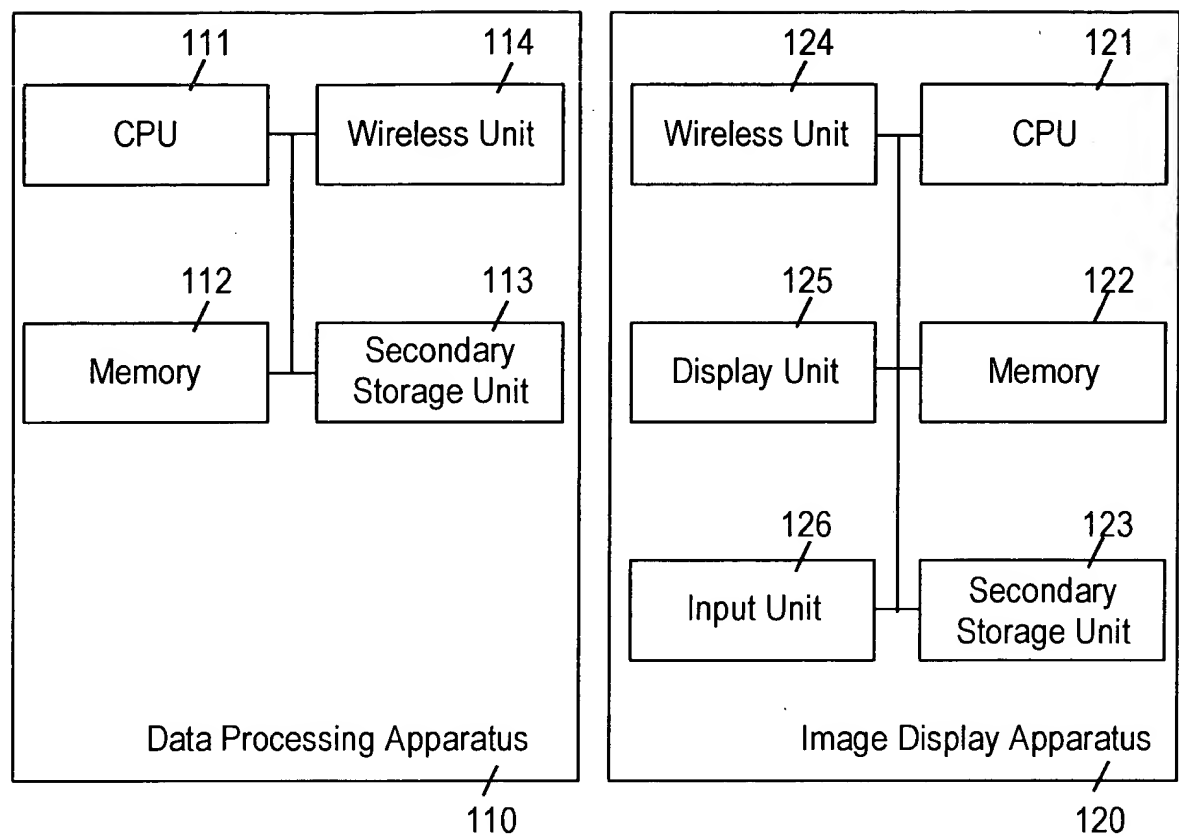 111
114
CPU
Wireless Unit
112
113
Memory
Secondary
Storage Unit
Data Processing Apparatus
110
124
121
Wireless Unit
CPU
125
122
Display Unit
Memory
126
123
Input Unit
Secondary
Storage Unit
Image Display Apparatus
120